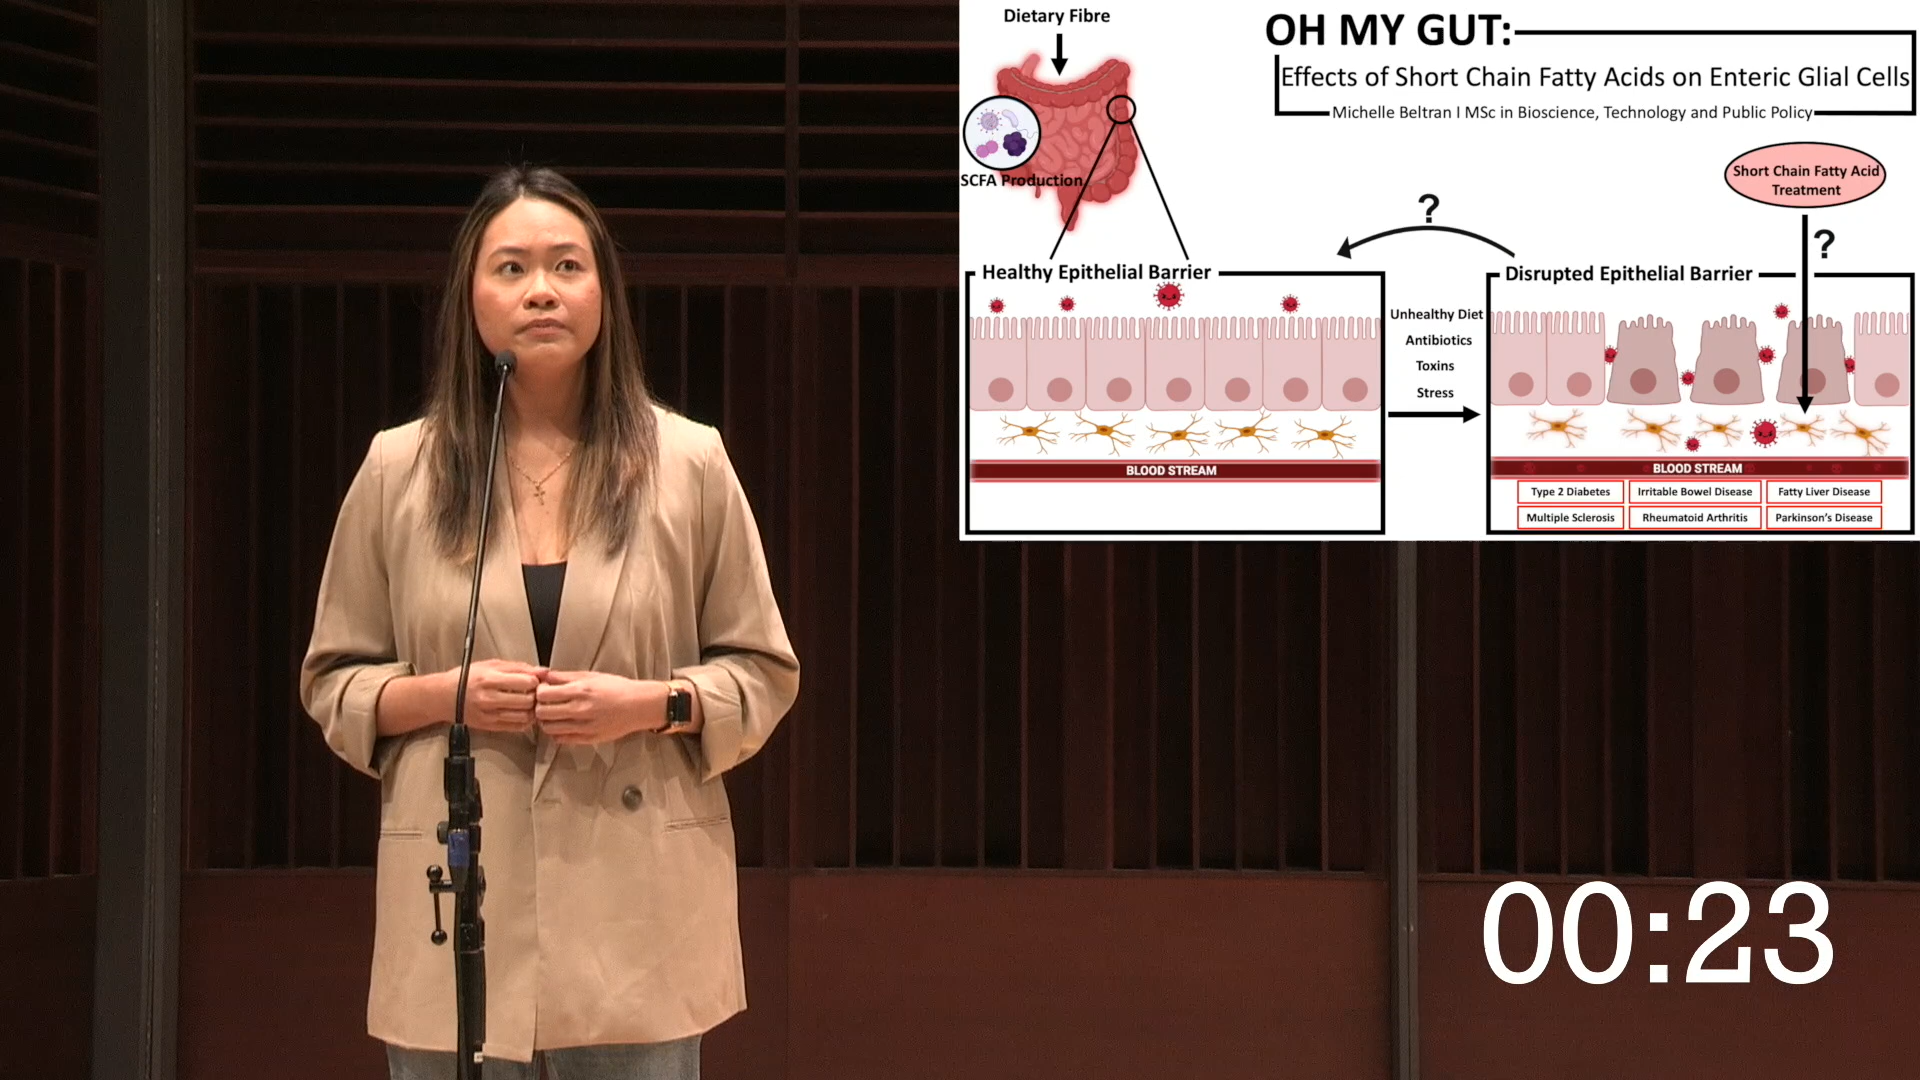 Dietary Fibre
OH MY GUT:
Effects of Short Chain Fatty Acids on Enteric Glial Cells
Michelle Beltran I MSc in Bioscience, Technology and Public Policy
SCFA Production
Short Chain Fatty Acid
Treatment
?
?
Healthy Epithelial Barrier
Unhealthy Diet
Antibiotics
Toxins
Stress
Disrupted Epithelial Barrier
BLOOD STREAM
BLOOD STREAM
Type 2 Diabetes
Irritable Bowel Disease
Fatty Liver Disease
Multiple Sclerosis
Rheumatoid Arthritis
Parkinson's Disease
00:23